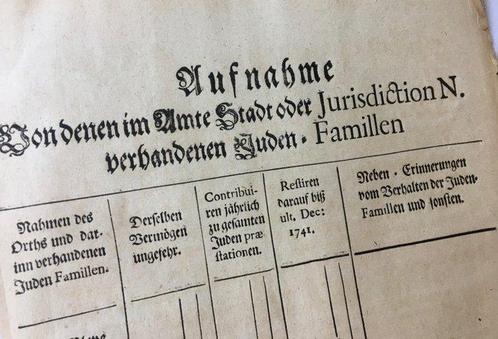 Aufnahme
Von denen im Amte Stadt oder Jurisdiction N.
verhandenen Juden-Famillen
Nahmen des
Orths und dar-
inn verhandenen
Juden Famillen.
Derselben
Vermögen
ungefehr.
Contribui-
ren jährlich
zu gesamten
Juden præ-
stationen.
Restiren
darauf biß
ult. Dec:
1741.
Neben-Erinnerungen
vom Verhalten der Juden-
Famillen und sonsten.